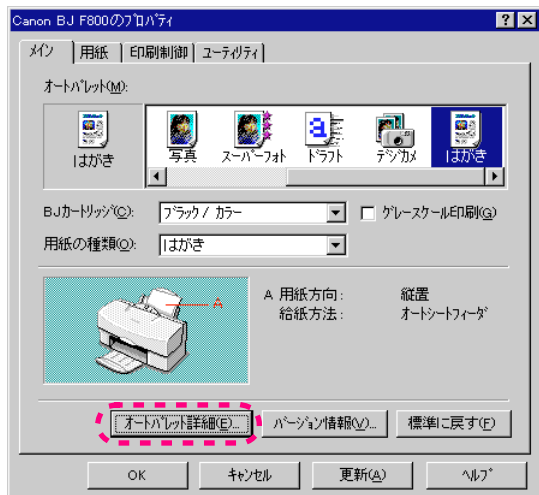 Canon BJ F800のプロパティ
メイン 用紙 印刷制御 ユーティリティ
オートパレット(M):
はがき
写真 スーパーフォト ドラフト デジカメ はがき
BJカートリッジ(C): ブラック / カラー グレースケール印刷(G)
用紙の種類(O): はがき
A
A 用紙方向: 縦置
給紙方法: オートシートフィーダ
オートパレット詳細(E)... バージョン情報(V)... 標準に戻す(F)
OK キャンセル 更新(A) ヘルプ